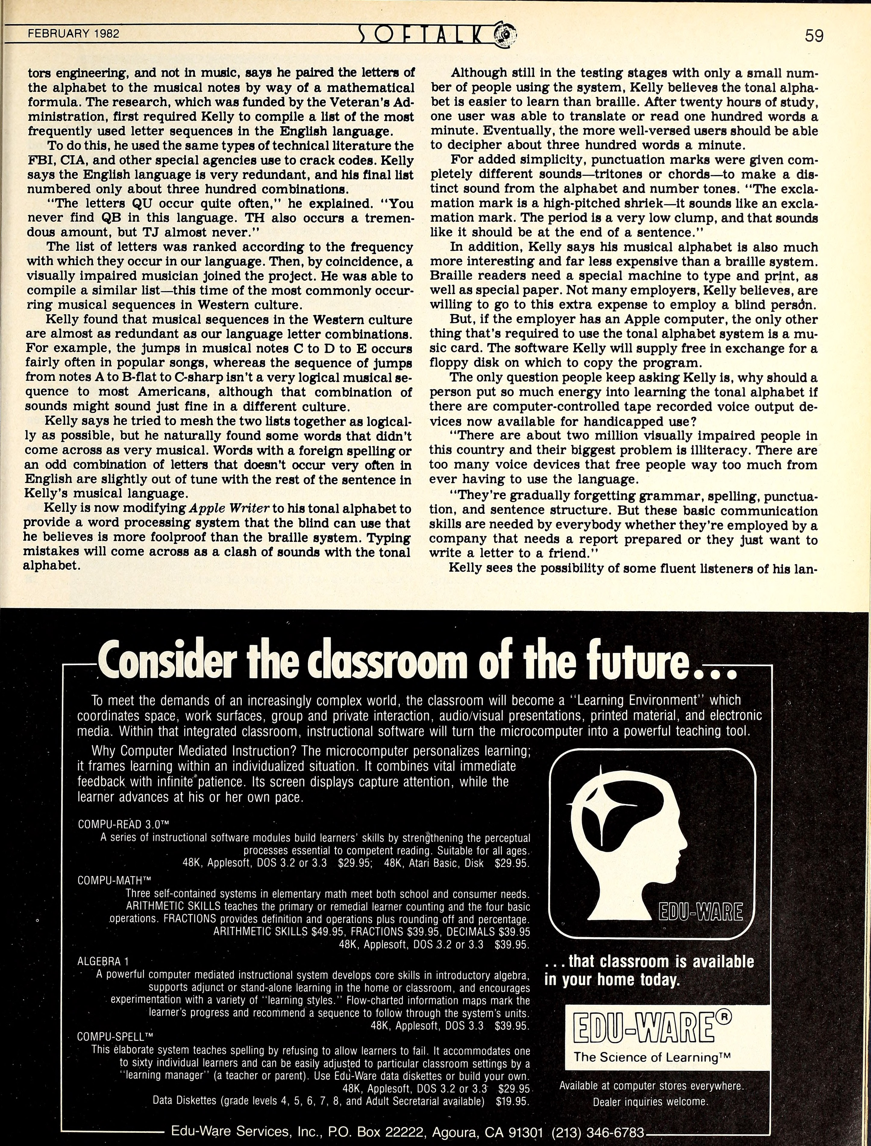 FEBRUARY 1982
SOFTALK
59
tors engineering, and not in music, says he paired the letters of
the alphabet to the musical notes by way of a mathematical
formula. The research, which was funded by the Veteran's Ad-
ministration, first required Kelly to compile a list of the most
frequently used letter sequences in the English language.
To do this, he used the same types of technical literature the
FBI, CIA, and other special agencies use to crack codes. Kelly
says the English language is very redundant, and his final list
numbered only about three hundred combinations.
"The letters QU occur quite often," he explained. "You
never find QB in this language. TH also occurs a tremen-
dous amount, but TJ almost never."
The list of letters was ranked according to the frequency
with which they occur in our language. Then, by coincidence, a
visually impaired musician joined the project. He was able to
compile a similar list—this time of the most commonly occur-
ring musical sequences in Western culture.
Kelly found that musical sequences in the Western culture
are almost as redundant as our language letter combinations.
For example, the jumps in musical notes C to D to E occurs
fairly often in popular songs, whereas the sequence of jumps
from notes A to B-flat to C-sharp isn't a very logical musical se-
quence to most Americans, although that combination of
sounds might sound just fine in a different culture.
Kelly says he tried to mesh the two lists together as logical-
ly as possible, but he naturally found some words that didn't
come across as very musical. Words with a foreign spelling or
an odd combination of letters that doesn't occur very often in
English are slightly out of tune with the rest of the sentence in
Kelly's musical language.
Kelly is now modifying Apple Writer to his tonal alphabet to
provide a word processing system that the blind can use that
he believes is more foolproof than the braille system. Typing
mistakes will come across as a clash of sounds with the tonal
alphabet.
Although still in the testing stages with only a small num-
ber of people using the system, Kelly believes the tonal alpha-
bet is easier to learn than braille. After twenty hours of study,
one user was able to translate or read one hundred words a
minute. Eventually, the more well-versed users should be able
to decipher about three hundred words a minute.
For added simplicity, punctuation marks were given com-
pletely different sounds—tritones or chords—to make a dis-
tinct sound from the alphabet and number tones. "The excla-
mation mark is a high-pitched shriek—it sounds like an excla-
mation mark. The period is a very low clump, and that sounds
like it should be at the end of a sentence."
In addition, Kelly says his musical alphabet is also much
more interesting and far less expensive than a braille system.
Braille readers need a special machine to type and print, as
well as special paper. Not many employers, Kelly believes, are
willing to go to this extra expense to employ a blind person.
But, if the employer has an Apple computer, the only other
thing that's required to use the tonal alphabet system is a mu-
sic card. The software Kelly will supply free in exchange for a
floppy disk on which to copy the program.
The only question people keep asking Kelly is, why should a
person put so much energy into learning the tonal alphabet if
there are computer-controlled tape recorded voice output de-
vices now available for handicapped use?
"There are about two million visually impaired people in
this country and their biggest problem is illiteracy. There are
too many voice devices that free people way too much from
ever having to use the language.
"They're gradually forgetting grammar, spelling, punctua-
tion, and sentence structure. But these basic communication
skills are needed by everybody whether they're employed by a
company that needs a report prepared or they just want to
write a letter to a friend."
Kelly sees the possibility of some fluent listeners of his lan-
Consider the classroom of the future...
To meet the demands of an increasingly complex world, the classroom will become a "Learning Environment" which
coordinates space, work surfaces, group and private interaction, audio/visual presentations, printed material, and electronic
media. Within that integrated classroom, instructional software will turn the microcomputer into a powerful teaching tool.
Why Computer Mediated Instruction? The microcomputer personalizes learning;
it frames learning within an individualized situation. It combines vital immediate
feedback with infinite patience. Its screen displays capture attention, while the
learner advances at his or her own pace.
COMPU-READ 3.0™
A series of instructional software modules build learners' skills by strengthening the perceptual
processes essential to competent reading. Suitable for all ages.
48K, Applesoft, DOS 3.2 or 3.3 $29.95; 48K, Atari Basic, Disk $29.95.
COMPU-MATH™
Three self-contained systems in elementary math meet both school and consumer needs.
ARITHMETIC SKILLS teaches the primary or remedial learner counting and the four basic
operations. FRACTIONS provides definition and operations plus rounding off and percentage.
ARITHMETIC SKILLS $49.95, FRACTIONS $39.95, DECIMALS $39.95
48K, Applesoft, DOS 3.2 or 3.3 $39.95.
ALGEBRA 1
A powerful computer mediated instructional system develops core skills in introductory algebra,
supports adjunct or stand-alone learning in the home or classroom, and encourages
experimentation with a variety of "learning styles." Flow-charted information maps mark the
learner's progress and recommend a sequence to follow through the system's units.
48K, Applesoft, DOS 3.3 $39.95.
COMPU-SPELL™
This elaborate system teaches spelling by refusing to allow learners to fail. It accommodates one
to sixty individual learners and can be easily adjusted to particular classroom settings by a
"learning manager" (a teacher or parent). Use Edu-Ware data diskettes or build your own.
48K, Applesoft, DOS 3.2 or 3.3 $29.95
Data Diskettes (grade levels 4, 5, 6, 7, 8, and Adult Secretarial available) $19.95.
EDU-WARE
...that classroom is available
in your home today.
EDU-WARE®
The Science of Learning™
Available at computer stores everywhere.
Dealer inquiries welcome.
Edu-Ware Services, Inc., P.O. Box 22222, Agoura, CA 91301 (213) 346-6783